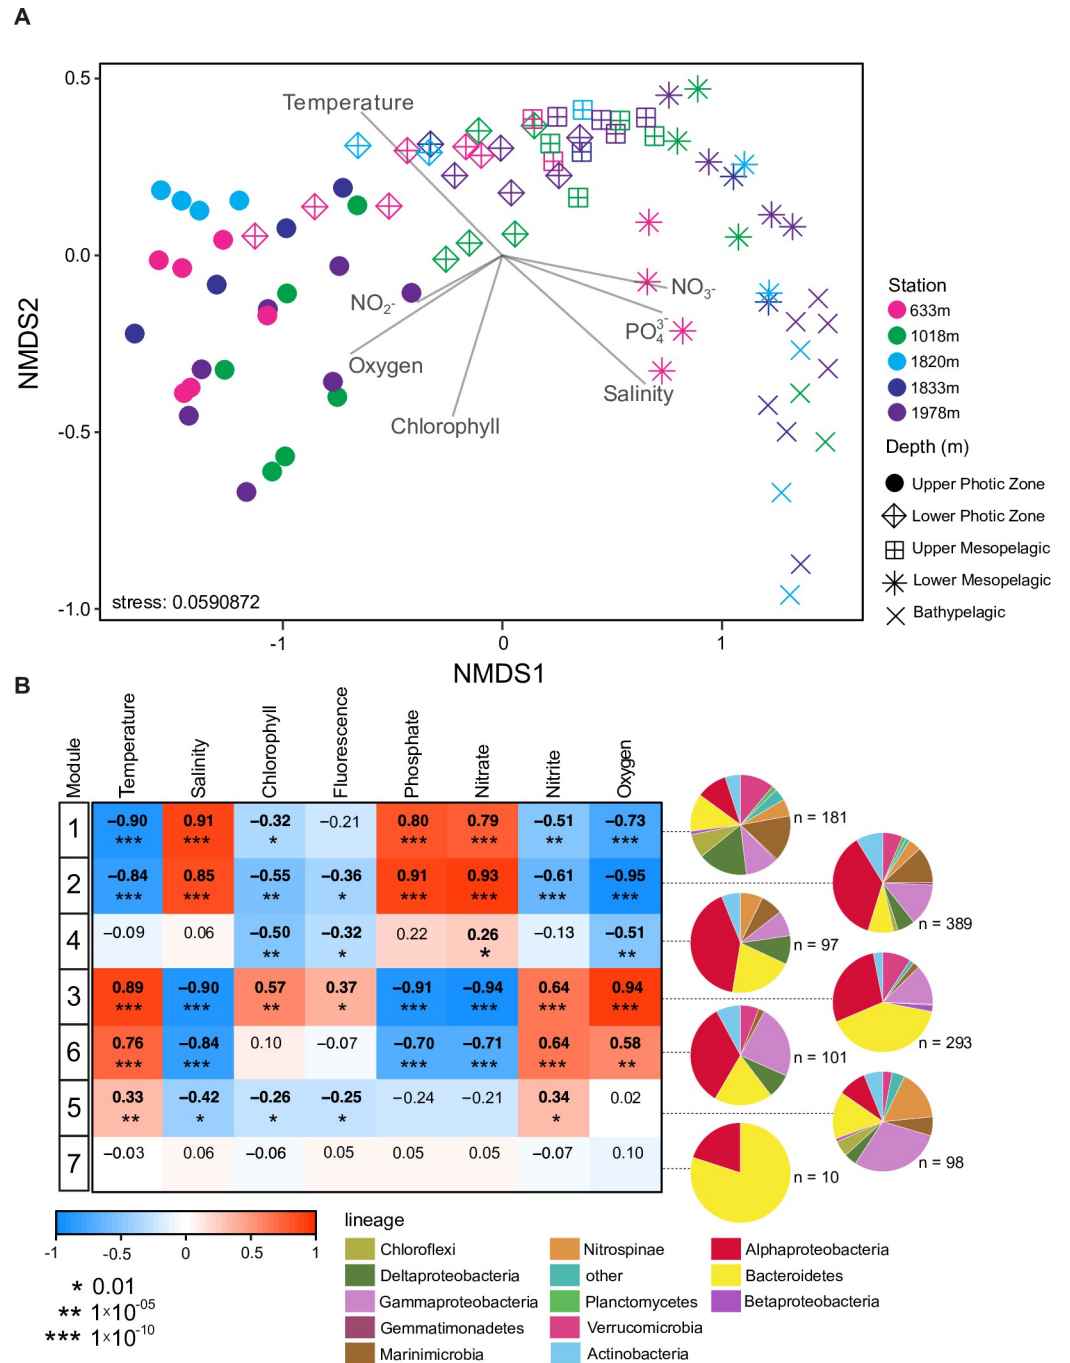 A
0.5
0.0
-0.5
-1.0
NMDS2
Temperature
NO2-
Oxygen
Chlorophyll
NO3-
PO4 3-
Salinity
stress: 0.0590872
-1
0
1
NMDS1
Station
633m
1018m
1820m
1833m
1978m
Depth (m)
Upper Photic Zone
Lower Photic Zone
Upper Mesopelagic
Lower Mesopelagic
Bathypelagic
B
Module Temperature Salinity Chlorophyll Fluorescence Phosphate Nitrate Nitrite Oxygen
1 −0.90 0.91 −0.32 −0.21 0.80 0.79 −0.51 −0.73
*** *** * *** *** ** ***
2 −0.84 0.85 −0.55 −0.36 0.91 0.93 −0.61 −0.95
*** *** ** * *** *** *** ***
4 −0.09 0.06 −0.50 −0.32 0.22 0.26 −0.13 −0.51
** * * **
3 0.89 −0.90 0.57 0.37 −0.91 −0.94 0.64 0.94
*** *** ** * *** *** *** ***
6 0.76 −0.84 0.10 −0.07 −0.70 −0.71 0.64 0.58
*** *** *** *** *** **
5 0.33 −0.42 −0.26 −0.25 −0.24 −0.21 0.34 0.02
** * * * *
7 −0.03 0.06 −0.06 0.05 0.05 0.05 −0.07 0.10
n = 181
n = 389
n = 97
n = 293
n = 101
n = 98
n = 10
-1 -0.5 0 0.5 1
* 0.01
** 1×10-05
*** 1×10-10
lineage
Chloroflexi
Deltaproteobacteria
Gammaproteobacteria
Gemmatimonadetes
Marinimicrobia
Nitrospinae
other
Planctomycetes
Verrucomicrobia
Actinobacteria
Alphaproteobacteria
Bacteroidetes
Betaproteobacteria